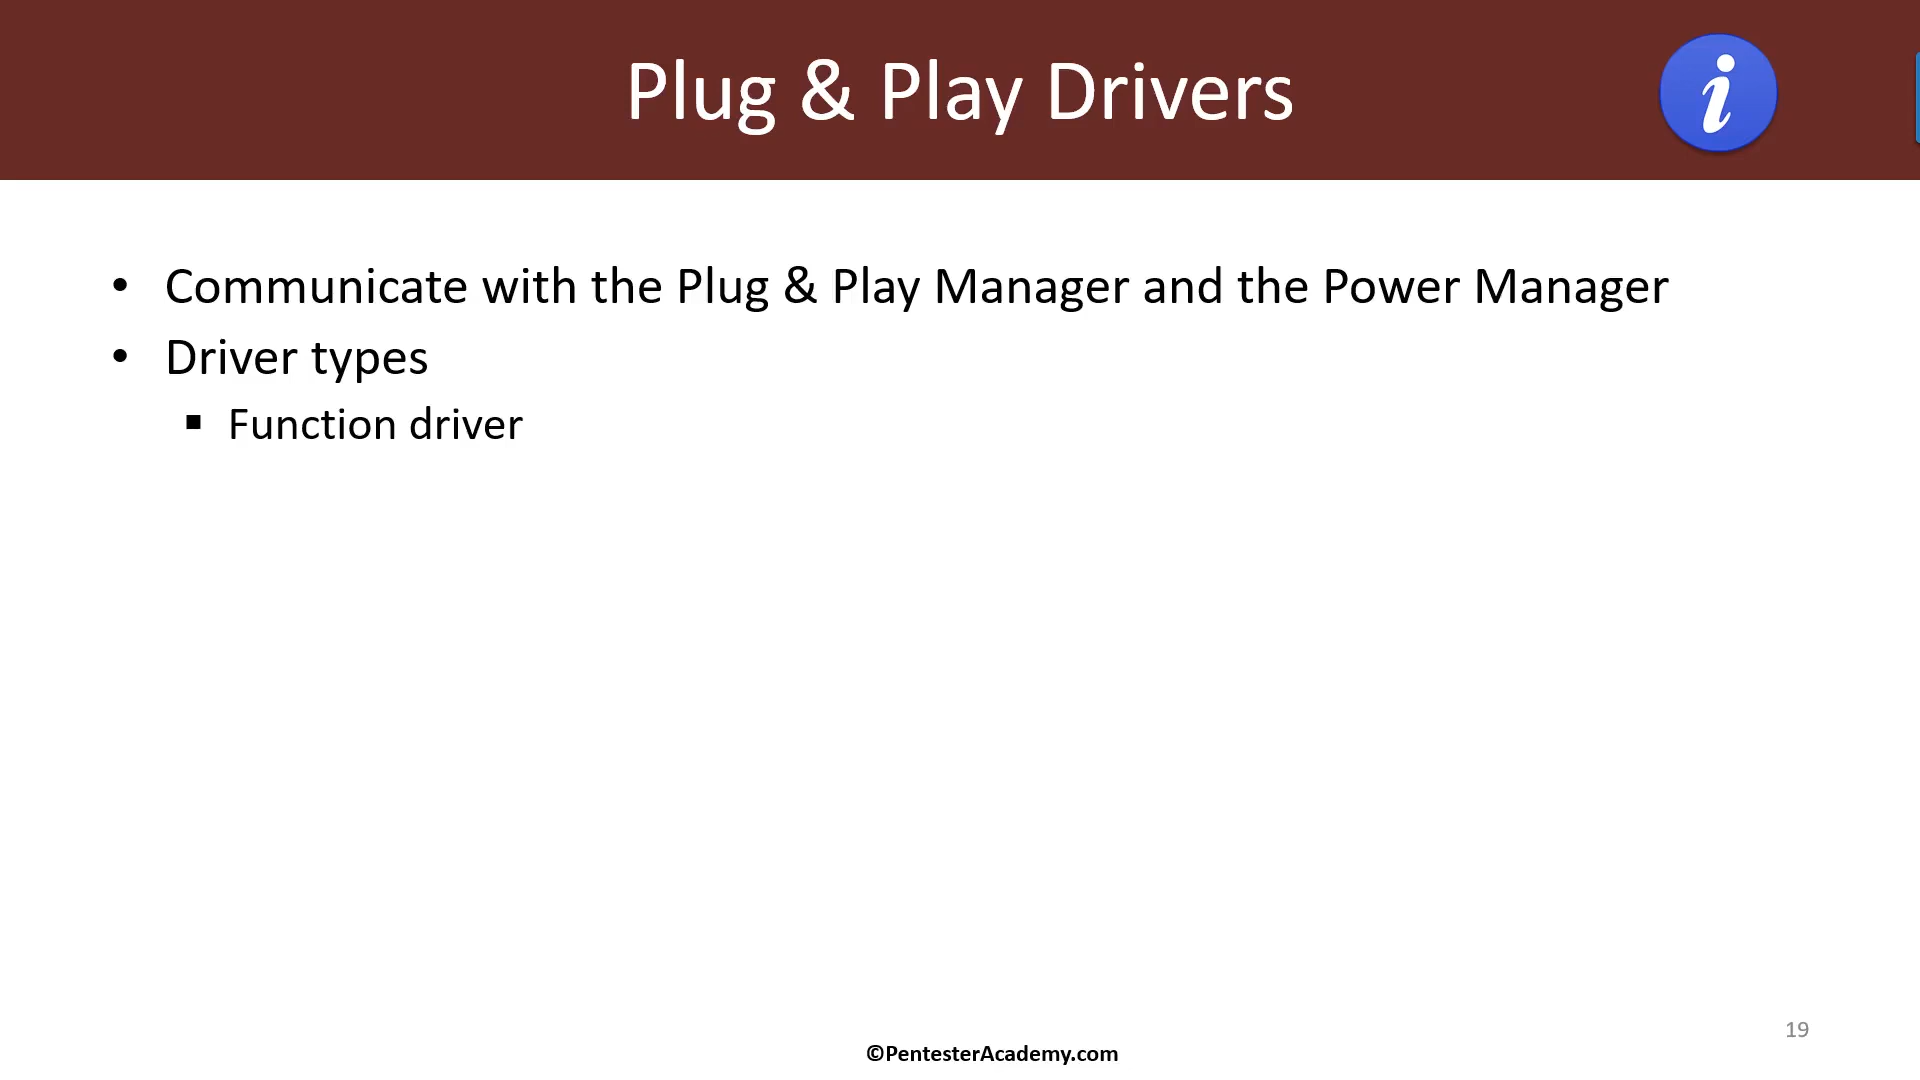 Plug & Play Drivers
i
• Communicate with the Plug & Play Manager and the Power Manager
• Driver types
▪ Function driver
19
©PentesterAcademy.com